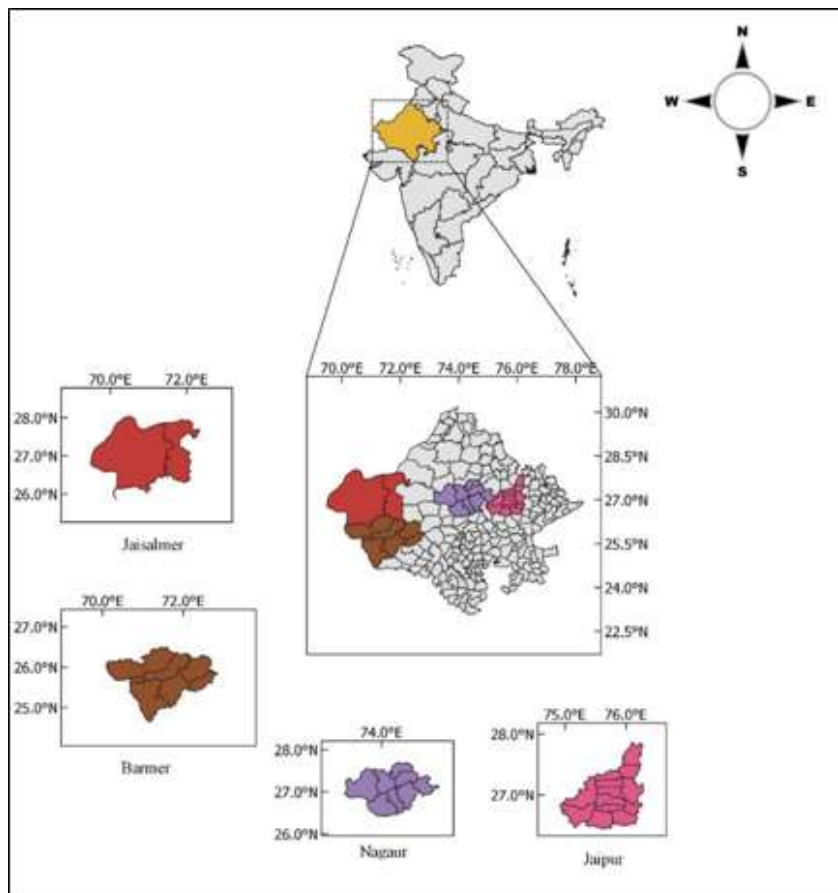 N
W E
S
70.0°E 72.0°E 74.0°E 76.0°E 78.0°E
30.0°N
28.5°N
27.0°N
25.5°N
24.0°N
22.5°N
70.0°E 72.0°E
28.0°N
27.0°N
26.0°N
Jaisalmer
70.0°E 72.0°E
27.0°N
26.0°N
25.0°N
Barmer
74.0°E
28.0°N
27.0°N
26.0°N
Nagaur
75.0°E 76.0°E
28.0°N
27.0°N
Jaipur